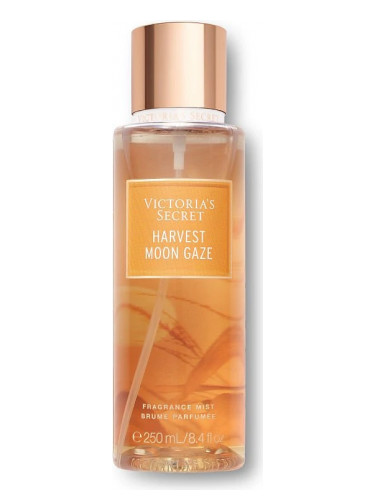 VICTORIA'S
SECRET
HARVEST
MOON GAZE
FRAGRANCE MIST
BRUME PARFUMÉE
℮ 250 mL/8.4 fl oz